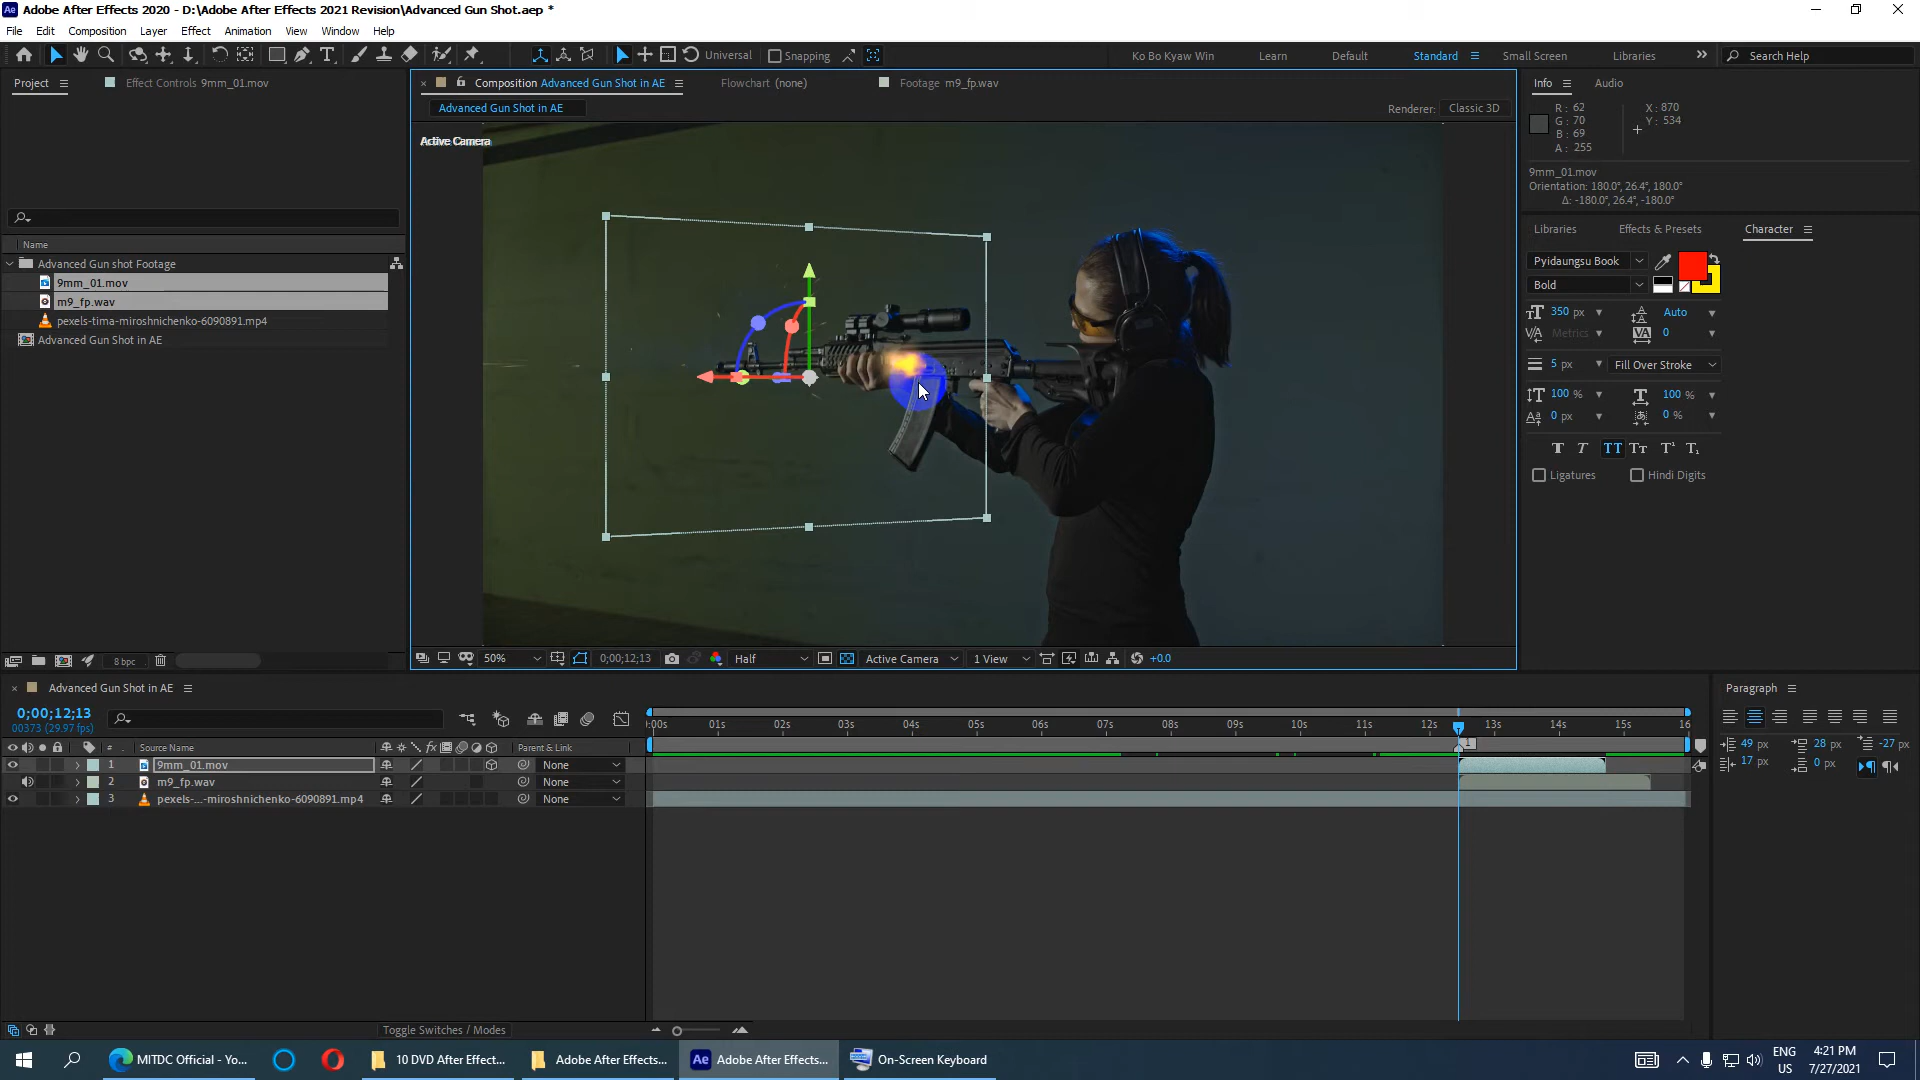 Adobe After Effects 2020 - D:\Adobe After Effects 2021 Revision\Advanced Gun Shot.aep *
File Edit Composition Layer Effect Animation View Window Help
Universal Snapping Ko Bo Kyaw Win Learn Default Standard Small Screen Libraries Search Help
Project Effect Controls 9mm_01.mov
Composition Advanced Gun Shot in AE Flowchart (none) Footage m9_fp.wav
Advanced Gun Shot in AE Renderer: Classic 3D
Active Camera
Info Audio
R: 62 X: 870
G: 70 Y: 534
B: 69
A: 255
9mm_01.mov
Orientation: 180.0°, 26.4°, 180.0°
Δ: -180.0°, 26.4°, -180.0°
Name
Advanced Gun shot Footage
9mm_01.mov
m9_fp.wav
pexels-tima-miroshnichenko-6090891.mp4
Advanced Gun Shot in AE
Libraries Effects & Presets Character
Pyidaungsu Book
Bold
350 px Auto
Metrics 0
5 px Fill Over Stroke
100 % 100 %
0 px 0 %
Ligatures Hindi Digits
8 bpc
50% 0;00;12;13 Half Active Camera 1 View +0.0
Advanced Gun Shot in AE
0;00;12;13
00373 (29.97 fps)
# Source Name Parent & Link
:00s 01s 02s 03s 04s 05s 06s 07s 08s 09s 10s 11s 12s 13s 14s 15s 16
1
1 9mm_01.mov None
2 m9_fp.wav None
3 pexels-...-miroshnichenko-6090891.mp4 None
Paragraph
49 px 28 px -27 px
17 px 0 px
Toggle Switches / Modes
MITDC Official - Yo... 10 DVD After Effect... Adobe After Effects... Adobe After Effects... On-Screen Keyboard
ENG
US
4:21 PM
7/27/2021